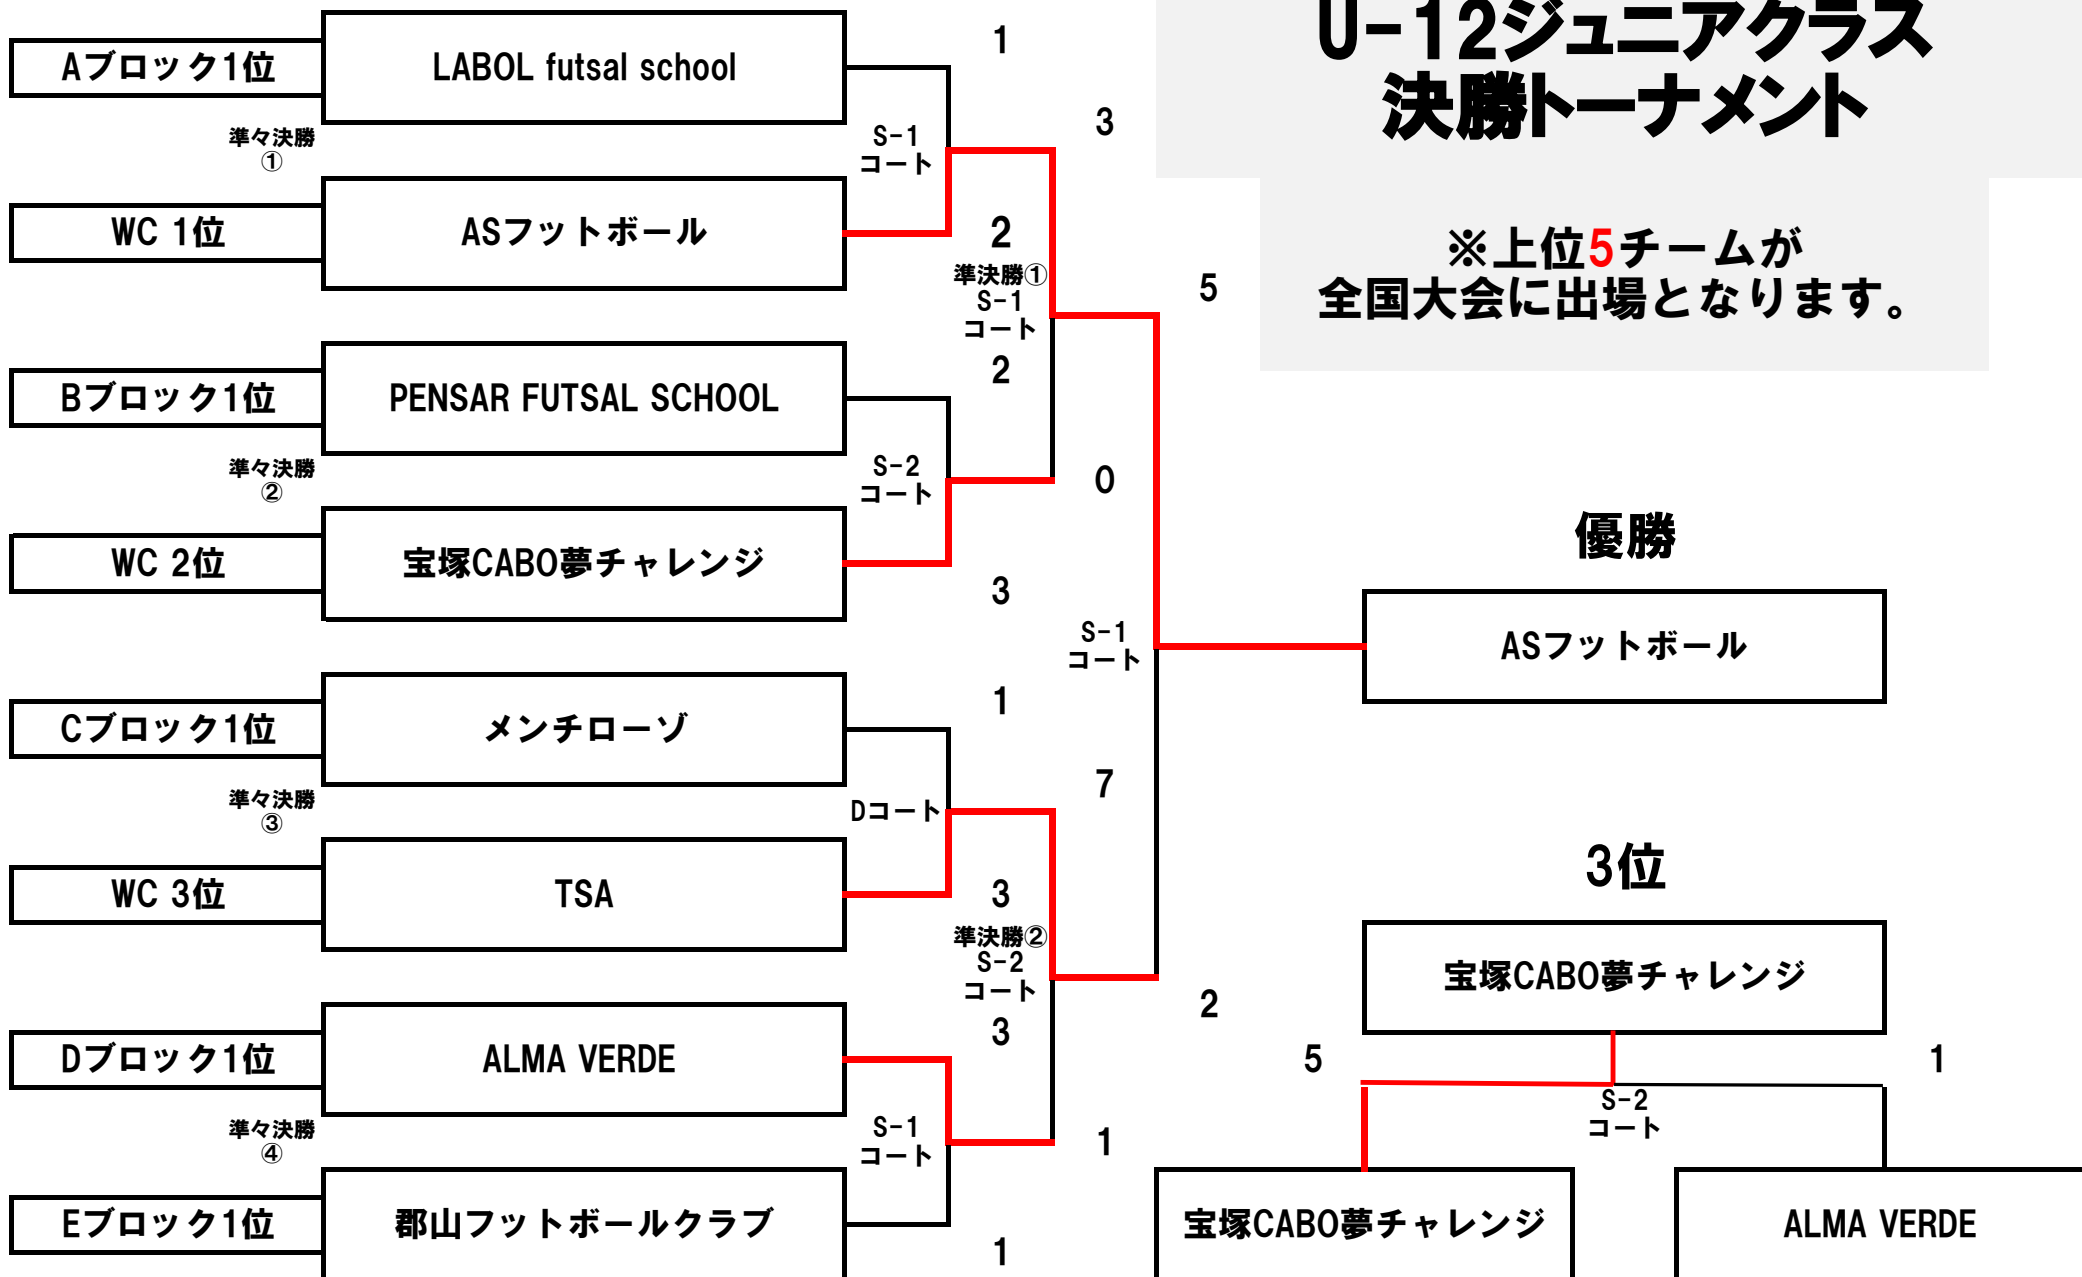 U-12ジュニアクラス
決勝トーナメント
※上位5チームが
全国大会に出場となります。
Aブロック1位
LABOL futsal school
1
準々決勝
①
S-1
コート
3
WC 1位
ASフットボール
2
準決勝①
S-1
コート
5
Bブロック1位
PENSAR FUTSAL SCHOOL
2
準々決勝
②
S-2
コート
0
WC 2位
宝塚CABO夢チャレンジ
3
S-1
コート
優勝
ASフットボール
Cブロック1位
メンチローゾ
1
準々決勝
③
Dコート
7
WC 3位
TSA
3
準決勝②
S-2
コート
2
Dブロック1位
ALMA VERDE
3
準々決勝
④
S-1
コート
1
Eブロック1位
郡山フットボールクラブ
1
3位
宝塚CABO夢チャレンジ
5
1
S-2
コート
宝塚CABO夢チャレンジ
ALMA VERDE